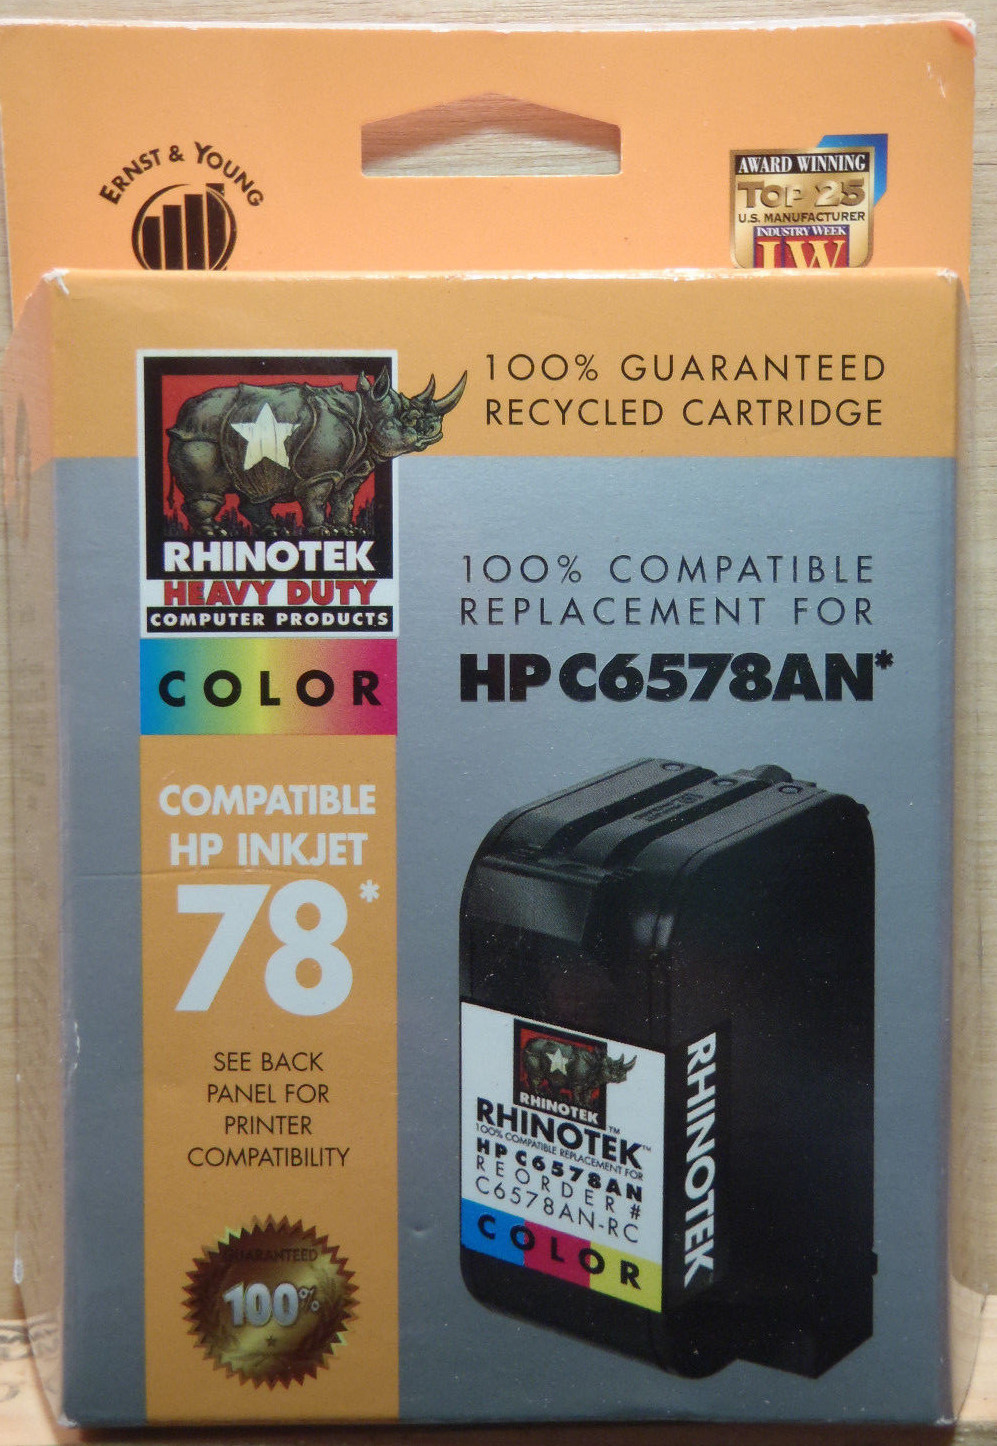 ERNST & YOUNG
AWARD WINNING
TOP 25
U.S. MANUFACTURER
INDUSTRY WEEK
IW
100% GUARANTEED
RECYCLED CARTRIDGE
RHINOTEK
HEAVY DUTY
COMPUTER PRODUCTS
COLOR
100% COMPATIBLE
REPLACEMENT FOR
HP C6578AN*
COMPATIBLE
HP INKJET
78*
SEE BACK
PANEL FOR
PRINTER
COMPATIBILITY
GUARANTEED
100%
RHINOTEK™
RHINOTEK™
100% COMPATIBLE REPLACEMENT FOR
HP C6578AN
REORDER #
C6578AN-RC
COLOR
RHINOTEK